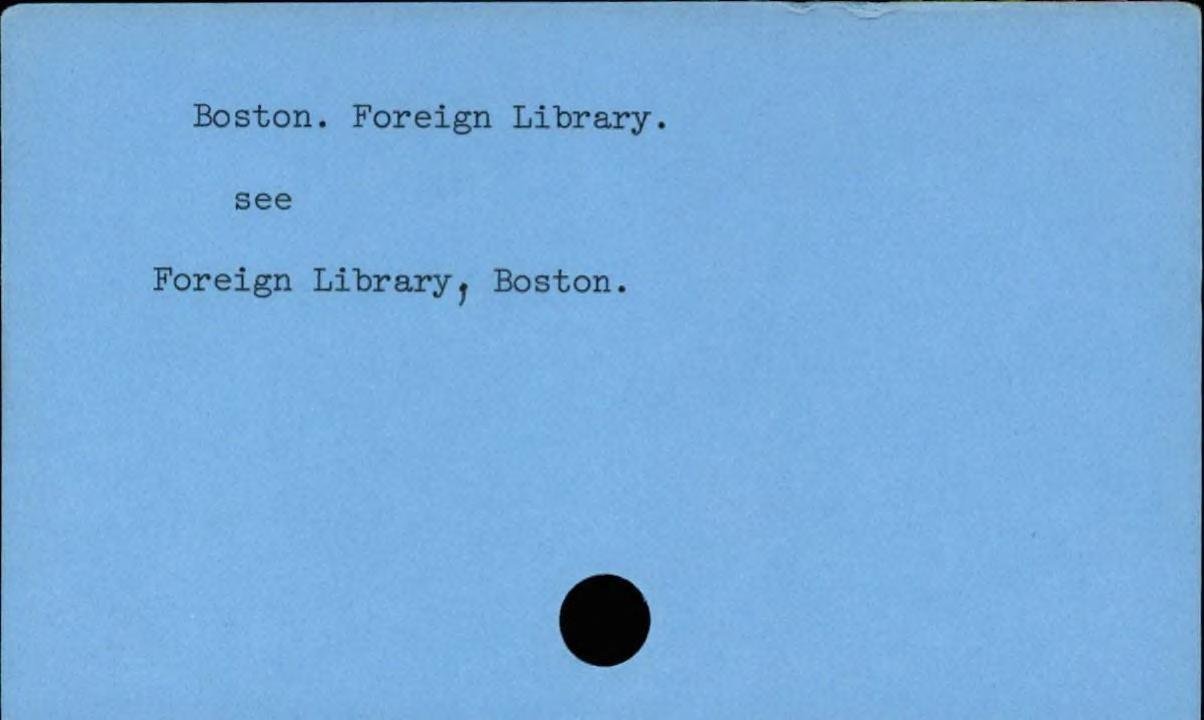 Boston. Foreign Library.
see
Foreign Library, Boston.